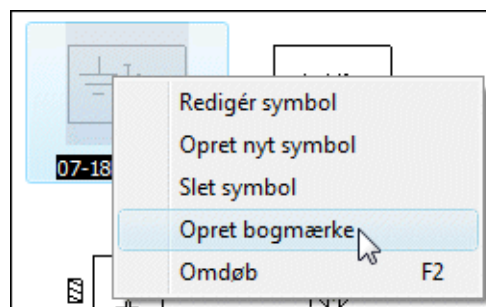 Redigér symbol
Opret nyt symbol
07-18
Slet symbol
Opret bogmærke
Omdøb F2